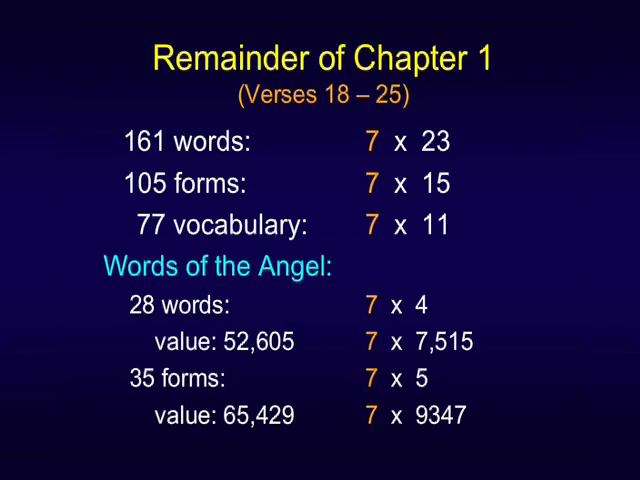 Remainder of Chapter 1
(Verses 18 – 25)
161 words: 7 x 23
105 forms: 7 x 15
77 vocabulary: 7 x 11
Words of the Angel:
28 words: 7 x 4
value: 52,605 7 x 7,515
35 forms: 7 x 5
value: 65,429 7 x 9347